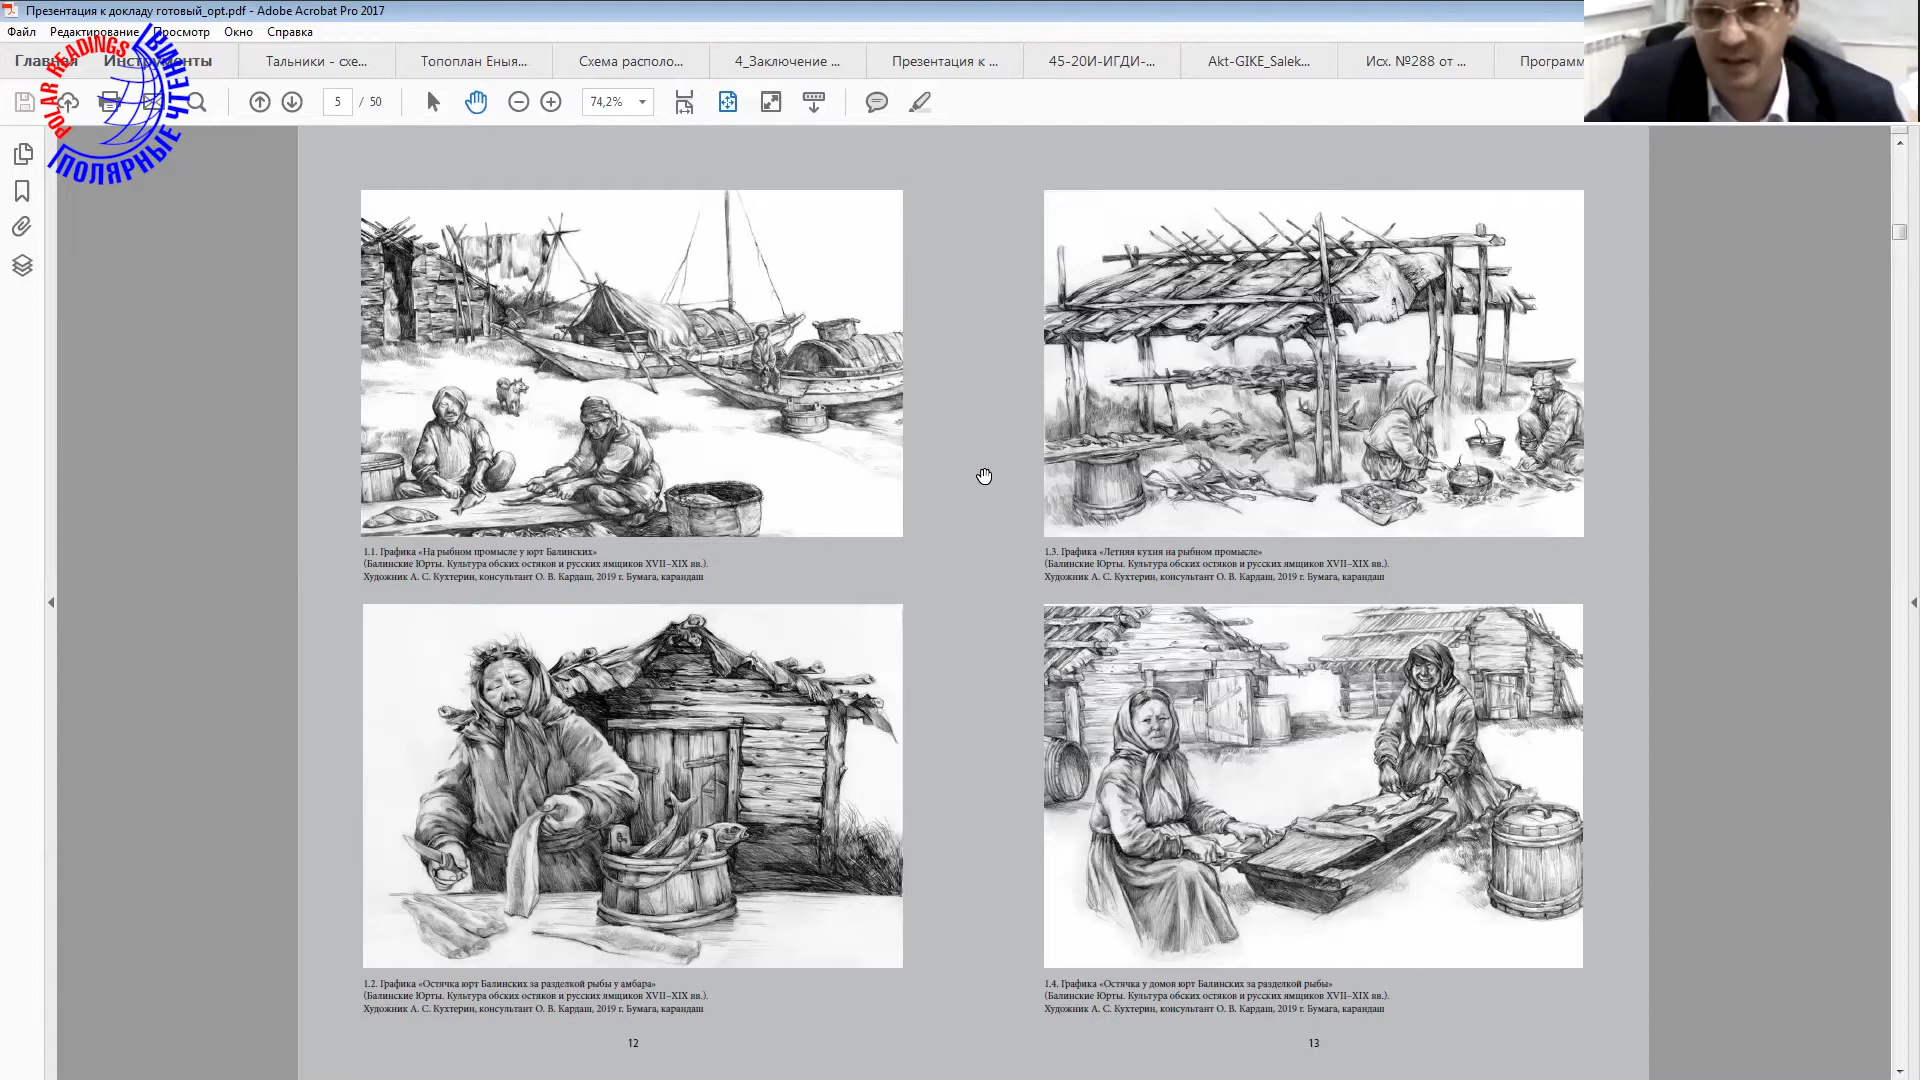 Презентация к докладу готовый_opt.pdf - Adobe Acrobat Pro 2017
Файл Редактирование Просмотр Окно Справка
Главная Инструменты Тальники - схе... Топоплан Еныя... Схема располо... 4_Заключение ... Презентация к ... 45-20И-ИГДИ-... Akt-GIKE_Salek... Исх. №288 от ... Программ
5 / 50 74,2%
POLAR READINGS
ПОЛЯРНЫЕ ЧТЕНИЯ
1.1. Графика «На рыбном промысле у юрт Балинских»
(Балинские Юрты. Культура обских остяков и русских ямщиков XVII–XIX вв.).
Художник А. С. Кухтерин, консультант О. В. Кардаш, 2019 г. Бумага, карандаш
1.3. Графика «Летняя кухня на рыбном промысле»
(Балинские Юрты. Культура обских остяков и русских ямщиков XVII–XIX вв.).
Художник А. С. Кухтерин, консультант О. В. Кардаш, 2019 г. Бумага, карандаш
1.2. Графика «Остячка юрт Балинских за разделкой рыбы у амбара»
(Балинские Юрты. Культура обских остяков и русских ямщиков XVII–XIX вв.).
Художник А. С. Кухтерин, консультант О. В. Кардаш, 2019 г. Бумага, карандаш
1.4. Графика «Остячка у домов юрт Балинских за разделкой рыбы»
(Балинские Юрты. Культура обских остяков и русских ямщиков XVII–XIX вв.).
Художник А. С. Кухтерин, консультант О. В. Кардаш, 2019 г. Бумага, карандаш
12
13